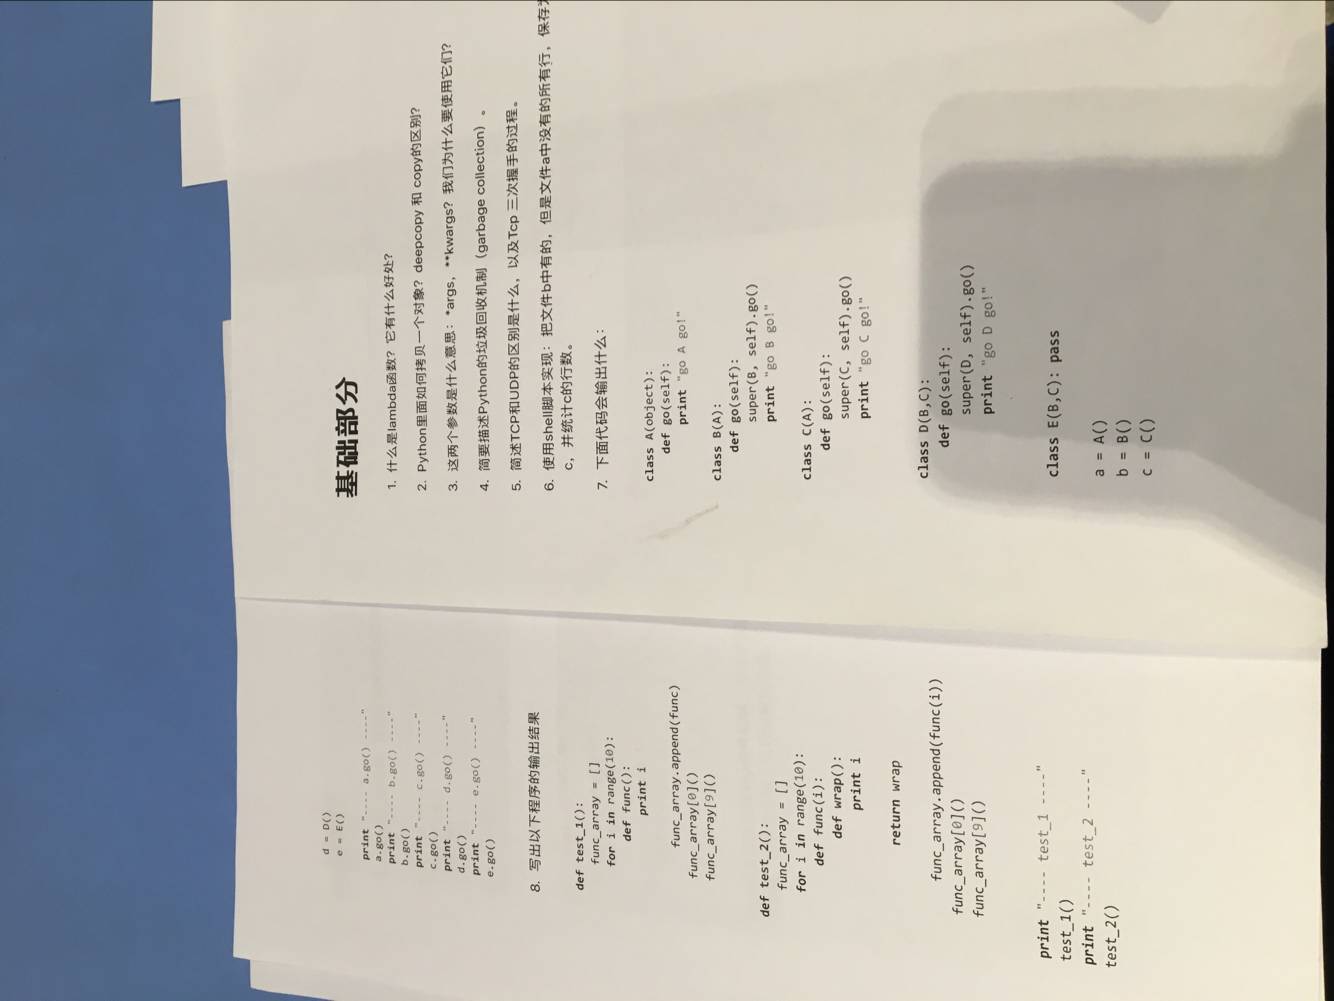 基础部分
1. 什么是lambda函数？它有什么好处？
2. Python里面如何拷贝一个对象？deepcopy 和 copy的区别？
3. 这两个参数是什么意思：*args，**kwargs？我们为什么要使用它们？
4. 简要描述Python的垃圾回收机制（garbage collection）。
5. 简述TCP和UDP的区别是什么，以及Tcp 三次握手的过程。
6. 使用shell脚本实现：把文件b中有的，但是文件a中没有的所有行，保存为
c，并统计c的行数。
7. 下面代码会输出什么：
class A(object):
def go(self):
print "go A go!"
class B(A):
def go(self):
super(B, self).go()
print "go B go!"
class C(A):
def go(self):
super(C, self).go()
print "go C go!"
class D(B,C):
def go(self):
super(D, self).go()
print "go D go!"
class E(B,C): pass
a = A()
b = B()
c = C()
d = D()
e = E()
print "---- a.go() ----"
a.go()
print "---- b.go() ----"
b.go()
print "---- c.go() ----"
c.go()
print "---- d.go() ----"
d.go()
print "---- e.go() ----"
e.go()
8. 写出以下程序的输出结果
def test_1():
func_array = []
for i in range(10):
def func():
print i
func_array.append(func)
func_array[0]()
func_array[9]()
def test_2():
func_array = []
for i in range(10):
def func(i):
def wrap():
print i
return wrap
func_array.append(func(i))
func_array[0]()
func_array[9]()
print "---- test_1 ----"
test_1()
print "---- test_2 ----"
test_2()